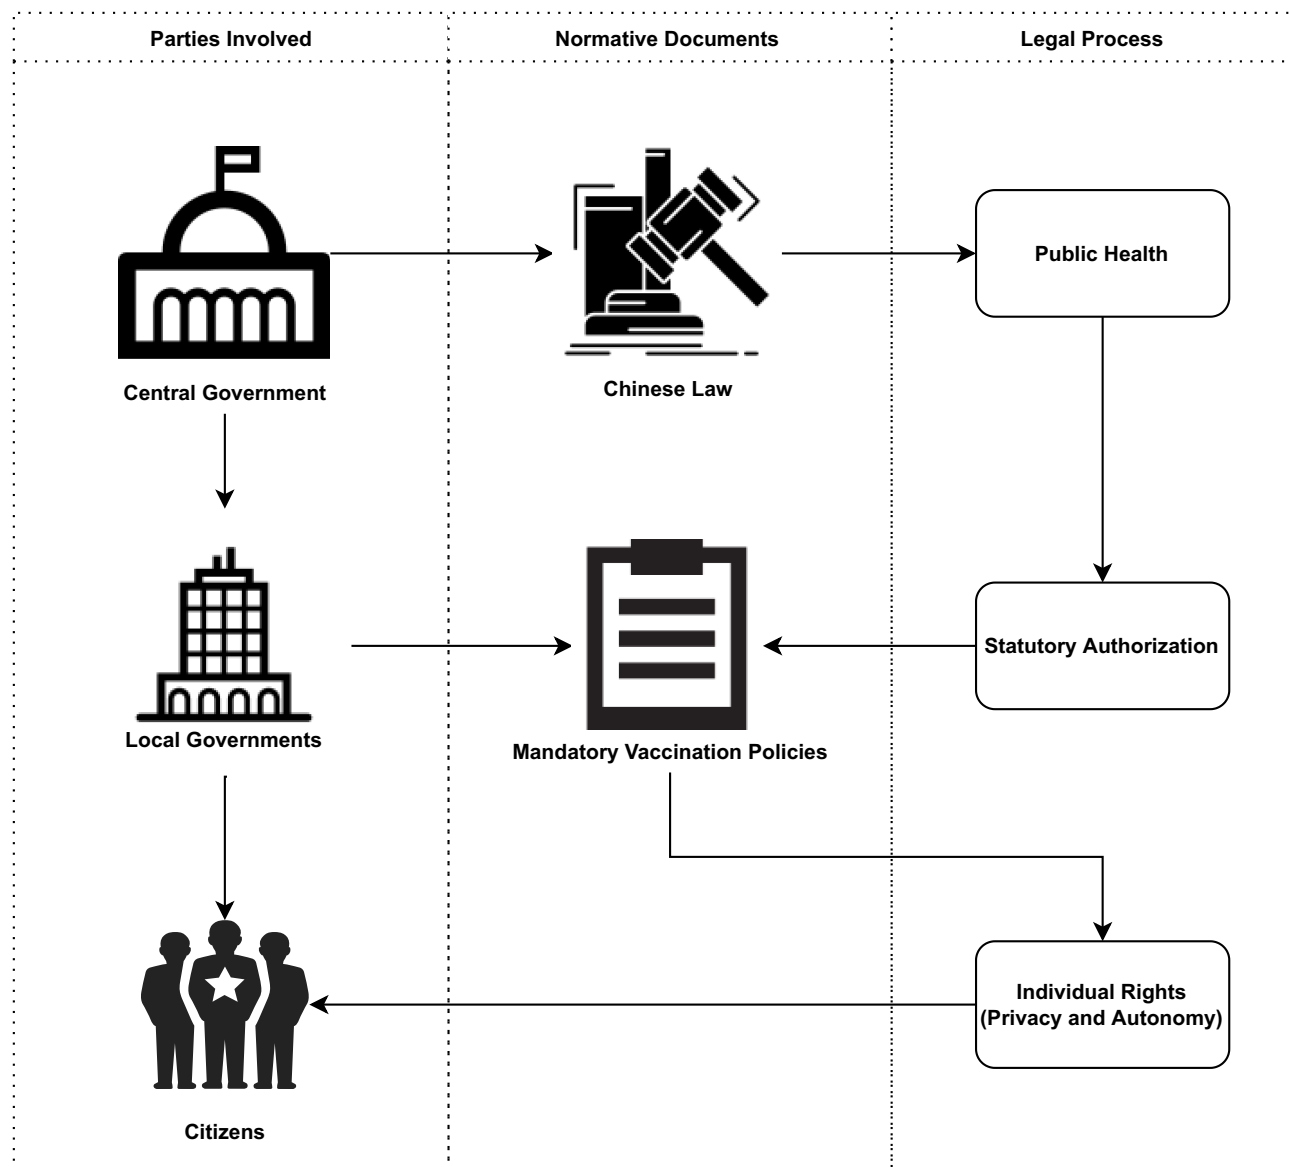 Parties Involved
Normative Documents
Legal Process
Central Government
Chinese Law
Public Health
Local Governments
Mandatory Vaccination Policies
Statutory Authorization
Citizens
Individual Rights
(Privacy and Autonomy)